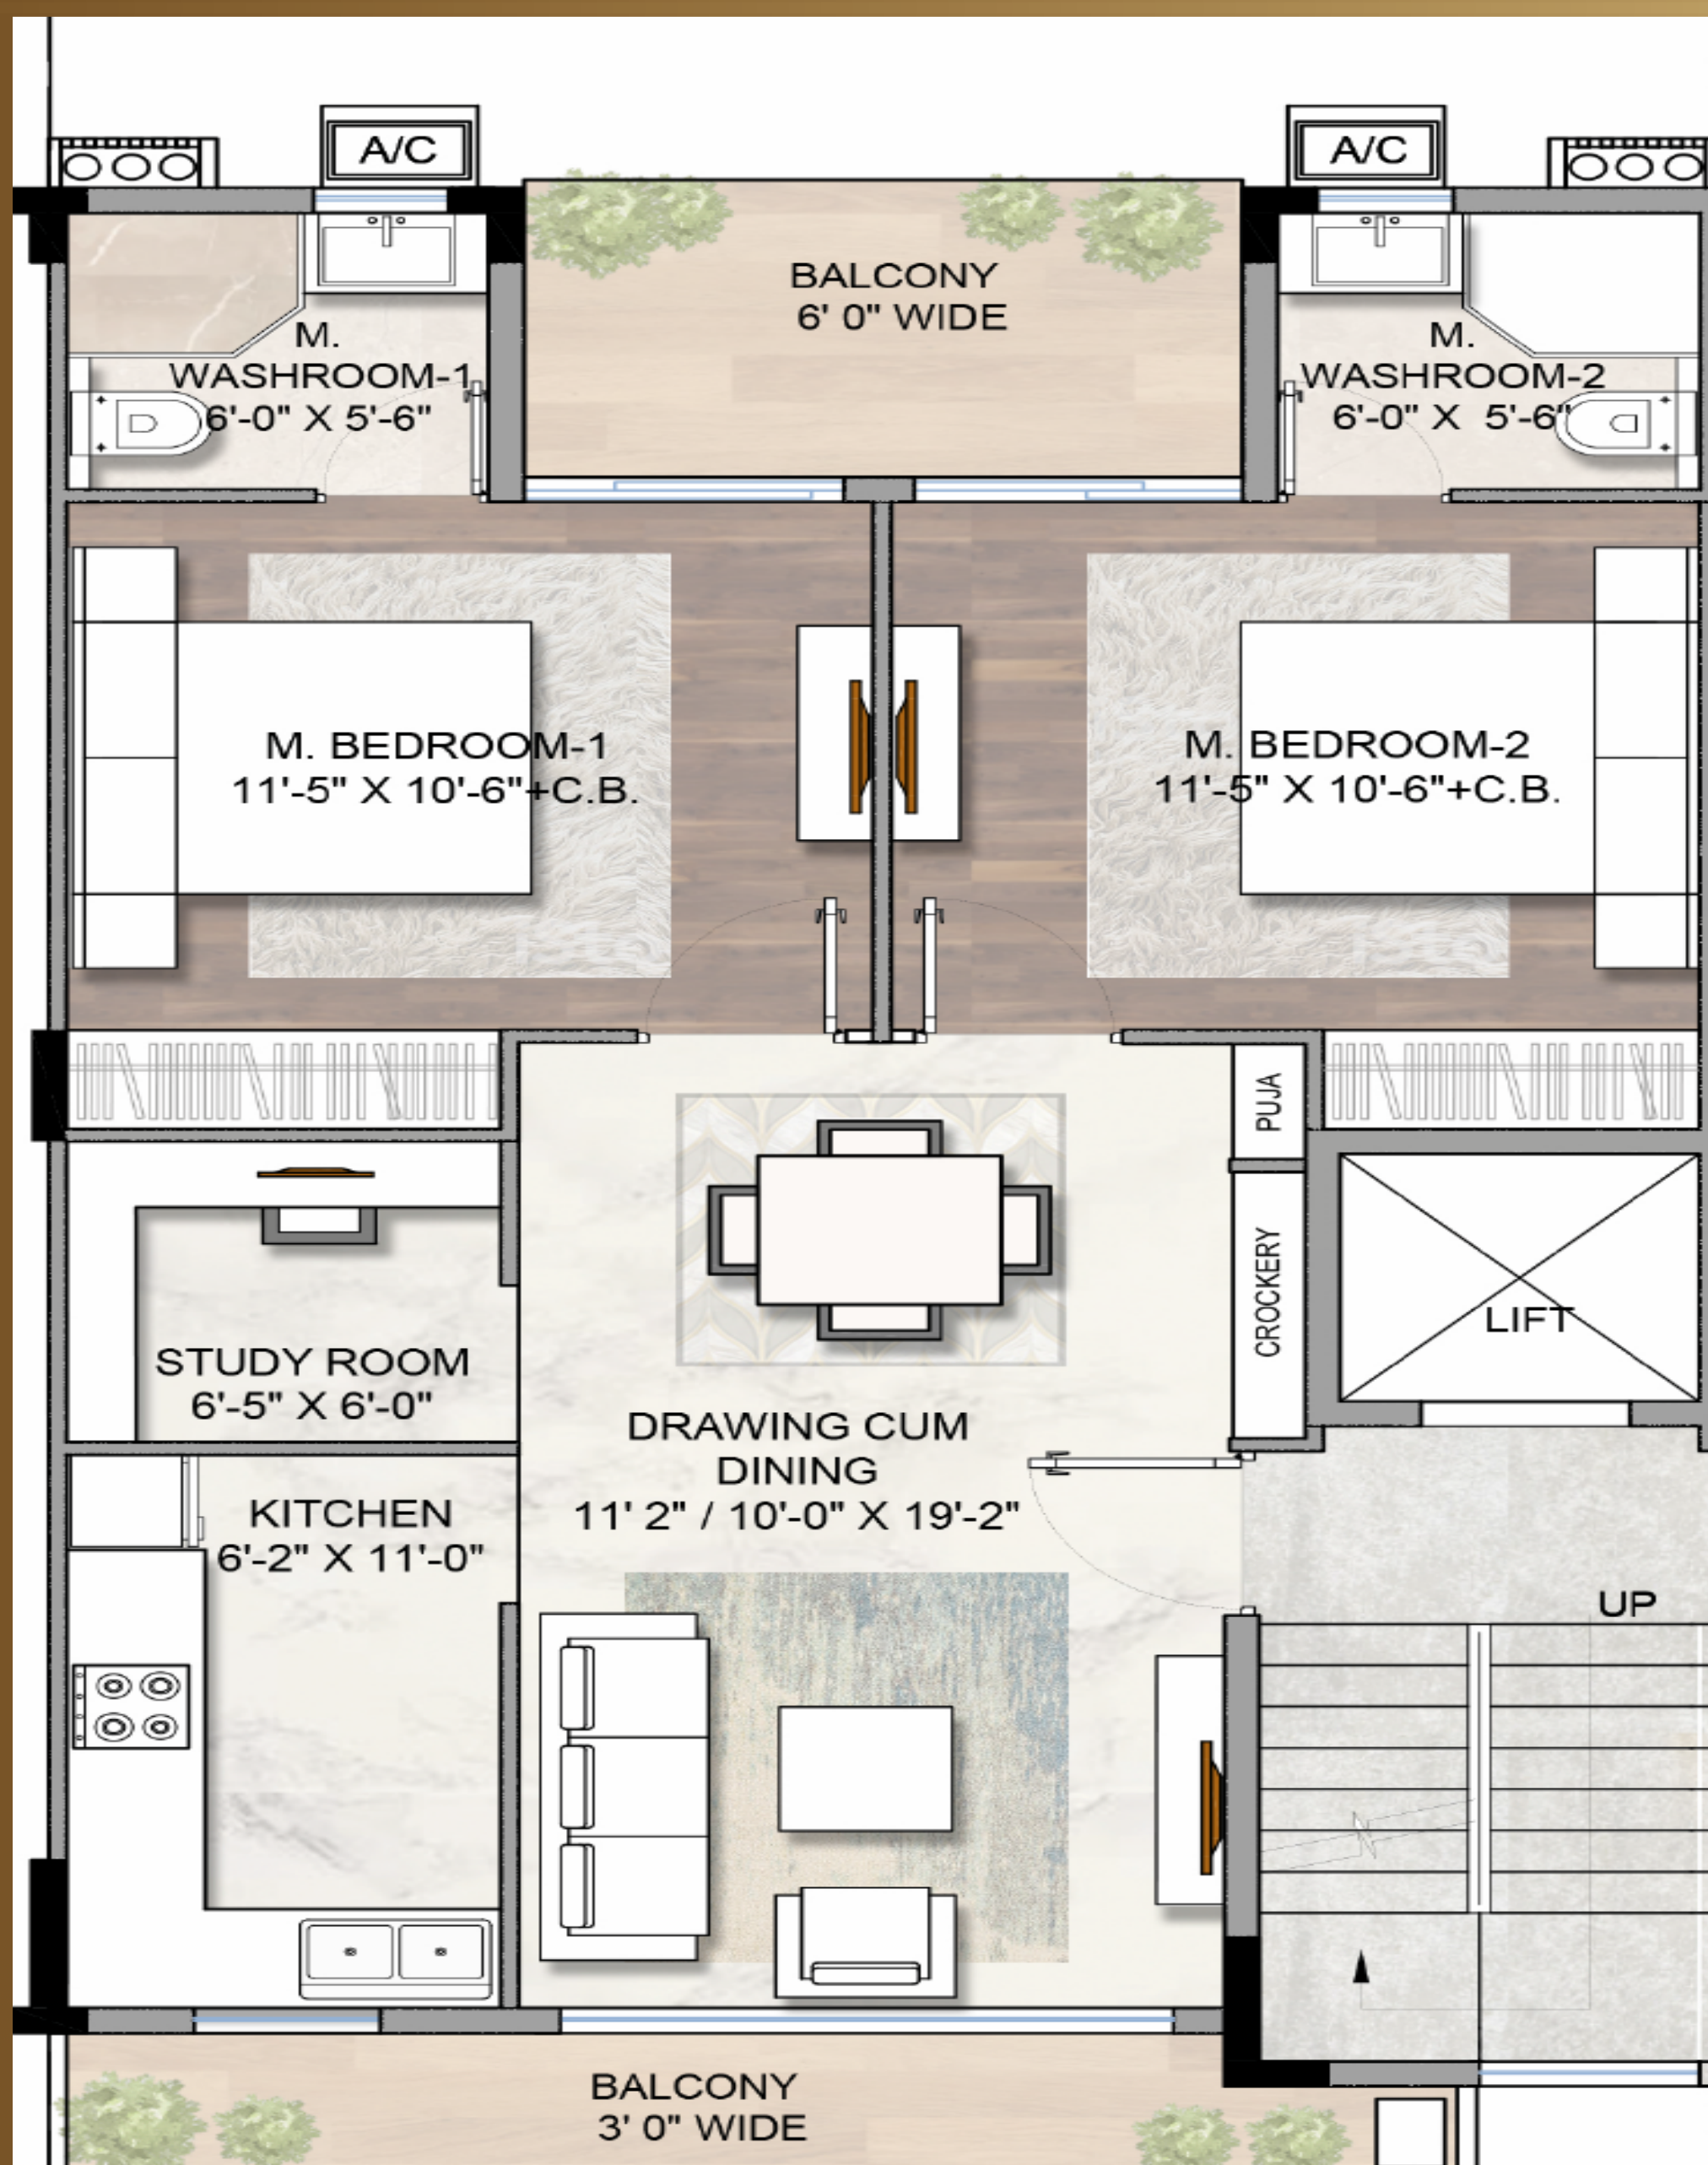 A/C
A/C
BALCONY
6' 0" WIDE
M.
WASHROOM-1
6'-0" X 5'-6"
M.
WASHROOM-2
6'-0" X 5'-6"
M. BEDROOM-1
11'-5" X 10'-6"+C.B.
M. BEDROOM-2
11'-5" X 10'-6"+C.B.
PUJA
CROCKERY
LIFT
STUDY ROOM
6'-5" X 6'-0"
DRAWING CUM
DINING
11' 2" / 10'-0" X 19'-2"
KITCHEN
6'-2" X 11'-0"
UP
BALCONY
3' 0" WIDE